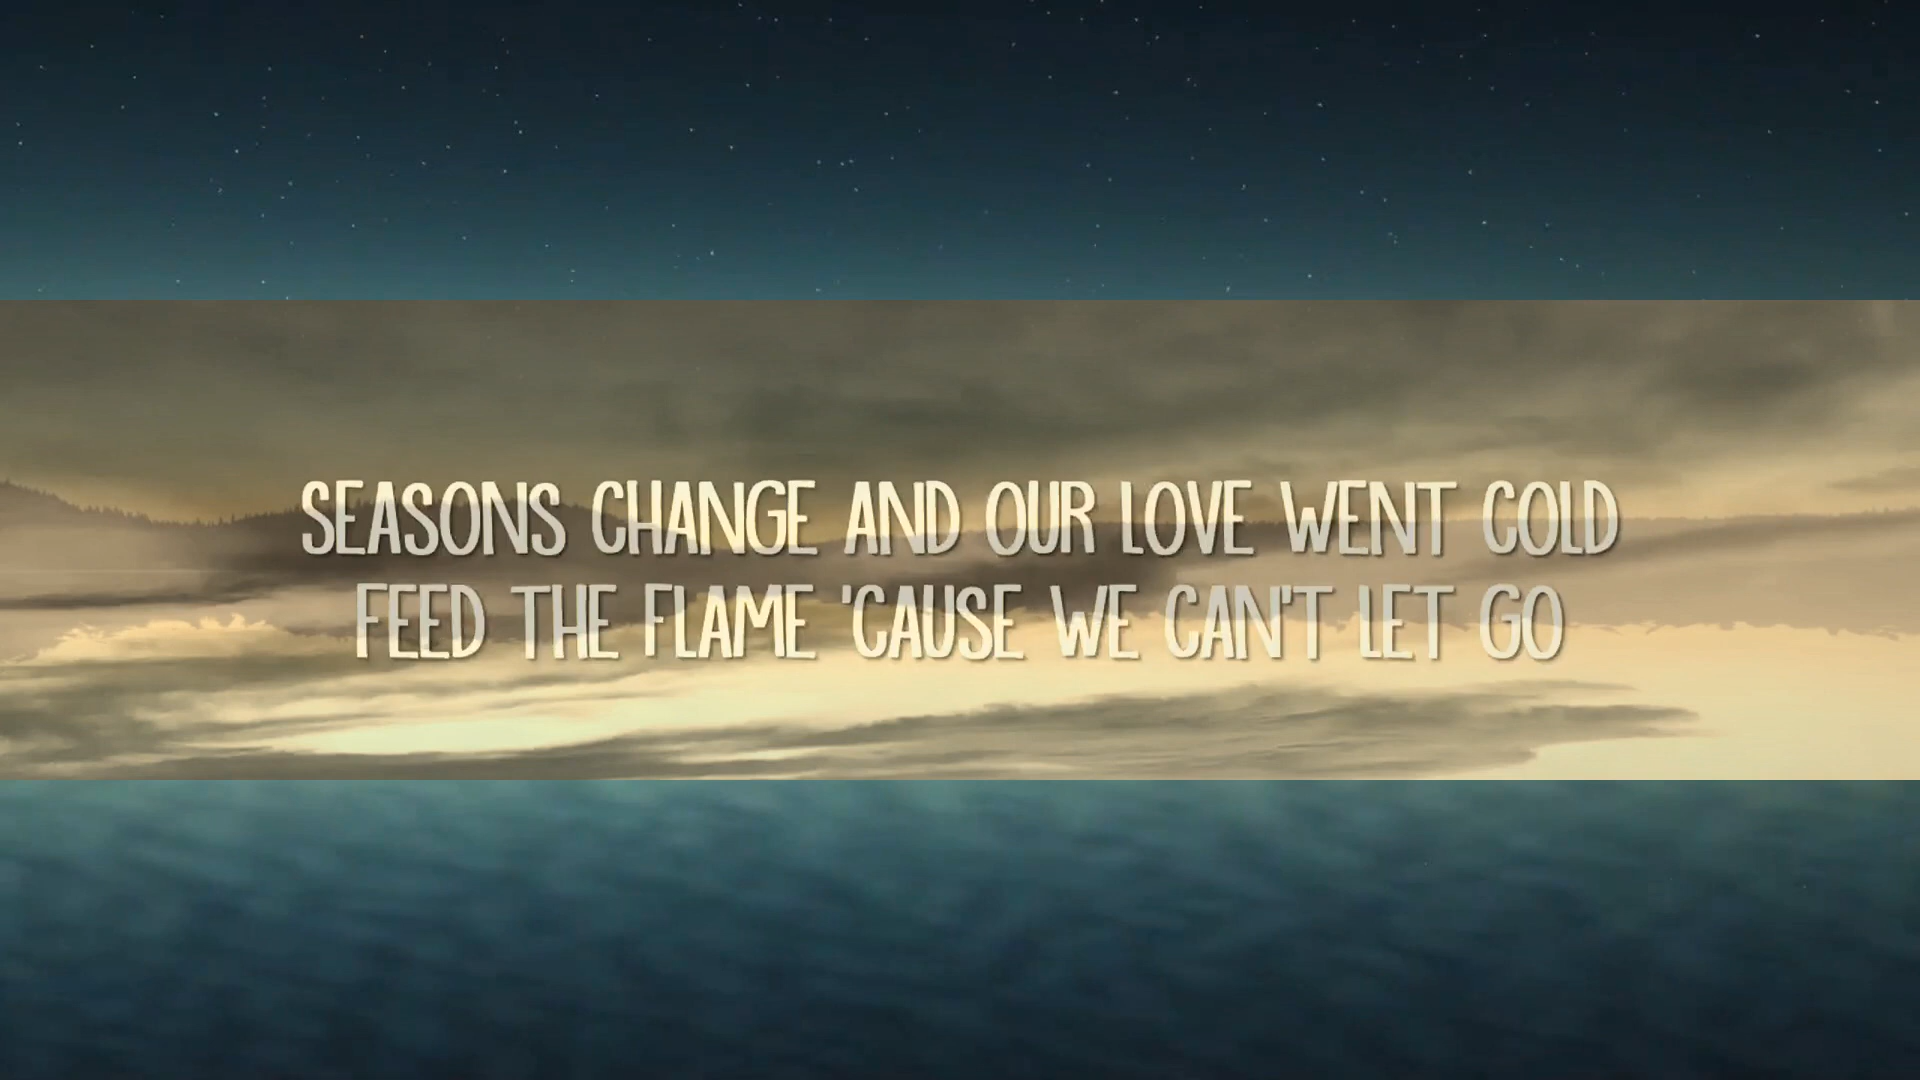 SEASONS CHANGE AND OUR LOVE WENT COLD
FEED THE FLAME 'CAUSE WE CAN'T LET GO